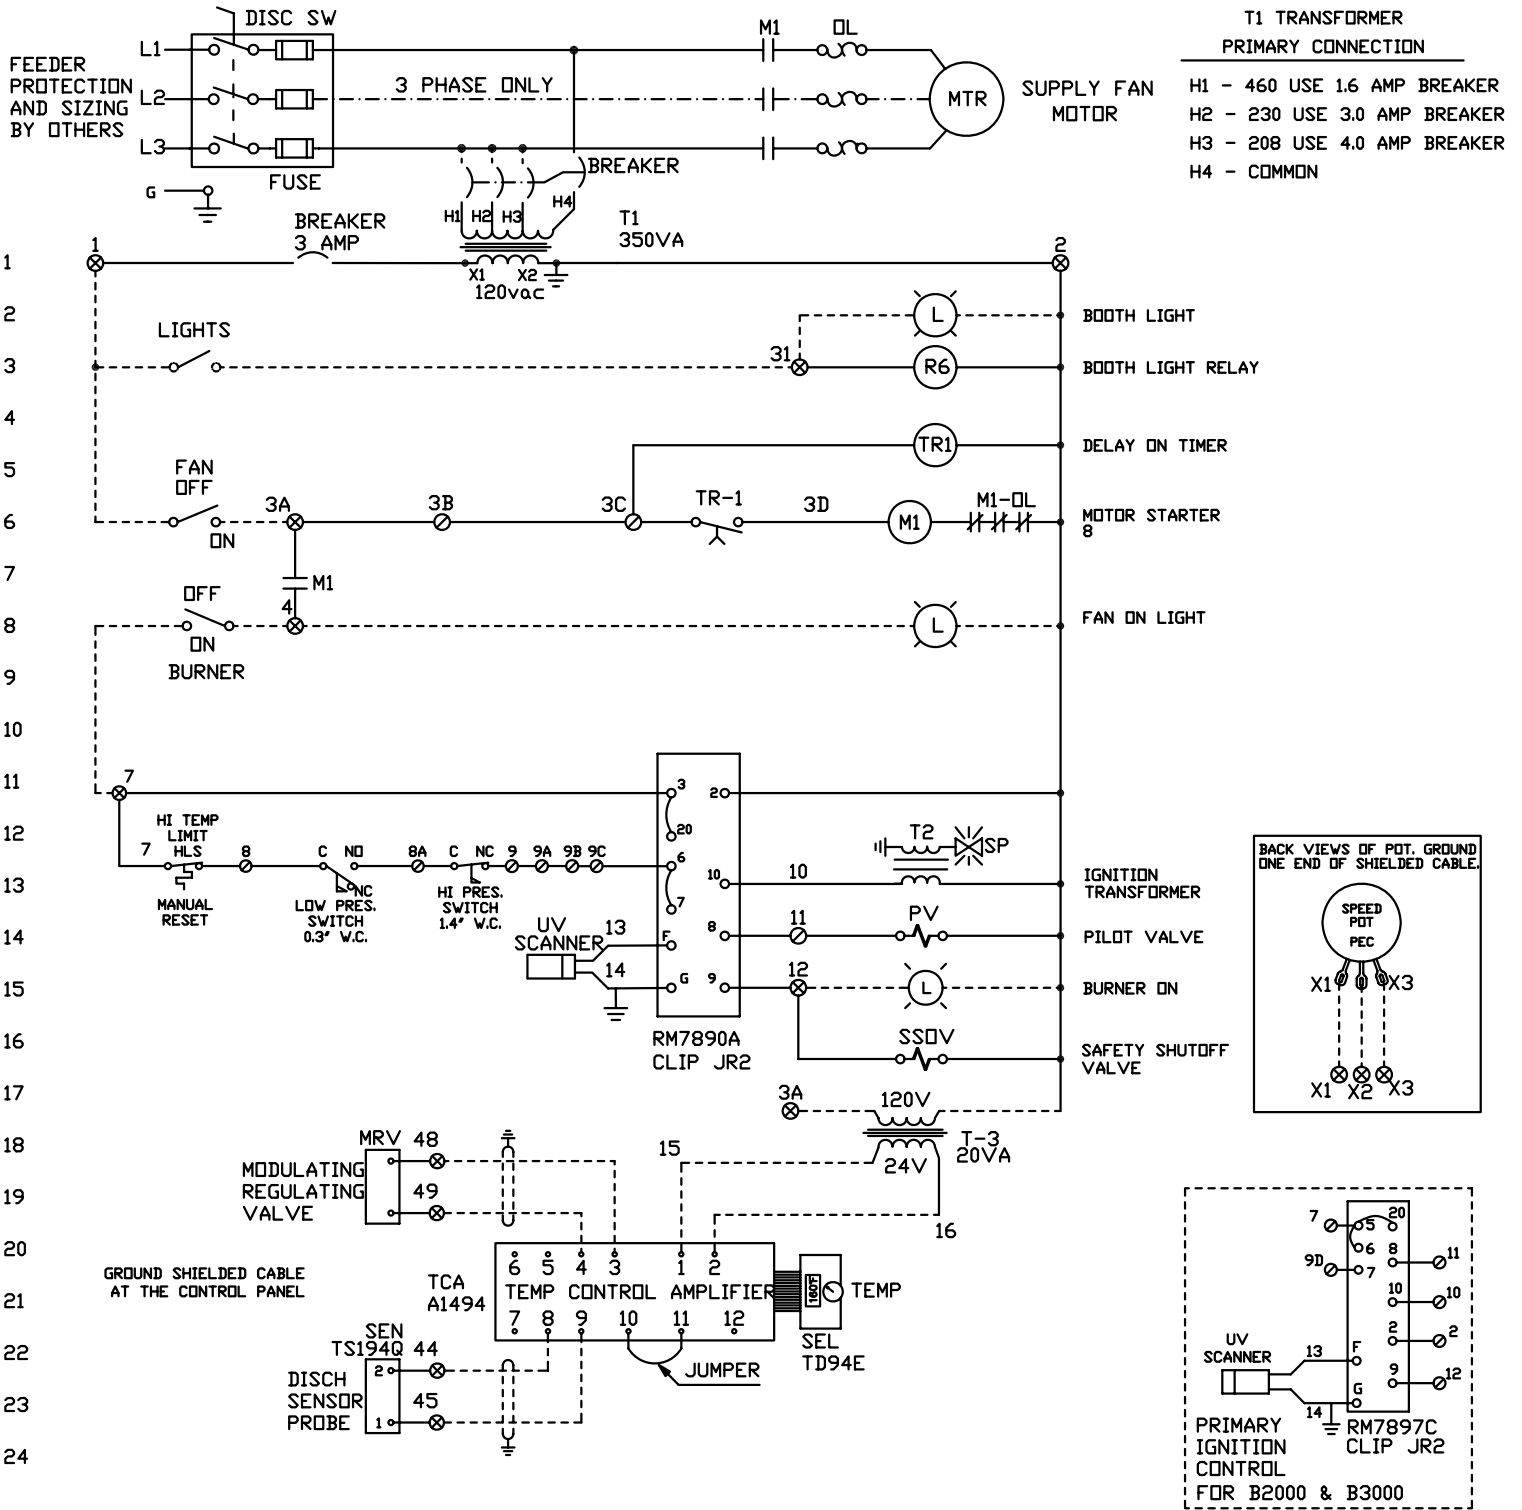 DISC SW
L1
L2
L3
FEEDER
PROTECTION
AND SIZING
BY OTHERS
G
FUSE
3 PHASE ONLY
M1
OL
MTR
SUPPLY FAN
MOTOR
T1 TRANSFORMER
PRIMARY CONNECTION
H1 - 460 USE 1.6 AMP BREAKER
H2 - 230 USE 3.0 AMP BREAKER
H3 - 208 USE 4.0 AMP BREAKER
H4 - COMMON
BREAKER
H1 H2 H3 H4
T1
350VA
BREAKER
3 AMP
1
1
X1 X2
120vac
2
2
L
BOOTH LIGHT
LIGHTS
3
31
R6
BOOTH LIGHT RELAY
4
TR1
DELAY ON TIMER
5
FAN
OFF
ON
6
3A
3B
3C
TR-1
3D
M1
M1-OL
MOTOR STARTER
8
7
M1
OFF
4
8
ON
BURNER
L
FAN ON LIGHT
9
10
11
7
3
2
20
12
HI TEMP
LIMIT
HLS
7
8
C NO
NC
8A
C NC
9 9A 9B 9C
6
MANUAL
RESET
LOW PRES.
SWITCH
0.3" W.C.
HI PRES.
SWITCH
1.4" W.C.
T2
SP
13
10
10
IGNITION
TRANSFORMER
7
14
UV
SCANNER
13
F
8
11
PV
PILOT VALVE
15
14
G
9
12
L
BURNER ON
16
RM7890A
CLIP JR2
SSOV
SAFETY SHUTOFF
VALVE
17
3A
120V
T-3
20VA
24V
18
MRV 48
15
MODULATING
REGULATING
VALVE
19
49
16
20
6 5 4 3 1 2
TEMP CONTROL AMPLIFIER
7 8 9 10 11 12
TCA
A1494
GROUND SHIELDED CABLE
AT THE CONTROL PANEL
160°F
TEMP
SEL
TD94E
21
22
SEN
TS194Q 44
2
DISCH
SENSOR
PROBE
JUMPER
23
45
1
24
BACK VIEWS OF POT. GROUND
ONE END OF SHIELDED CABLE.
SPEED
POT
PEC
X1 X3
X1 X2 X3
7
5
20
6
8
11
9D
7
10
10
2
2
UV
SCANNER
13
F
9
12
G
14
RM7897C
CLIP JR2
PRIMARY
IGNITION
CONTROL
FOR B2000 & B3000